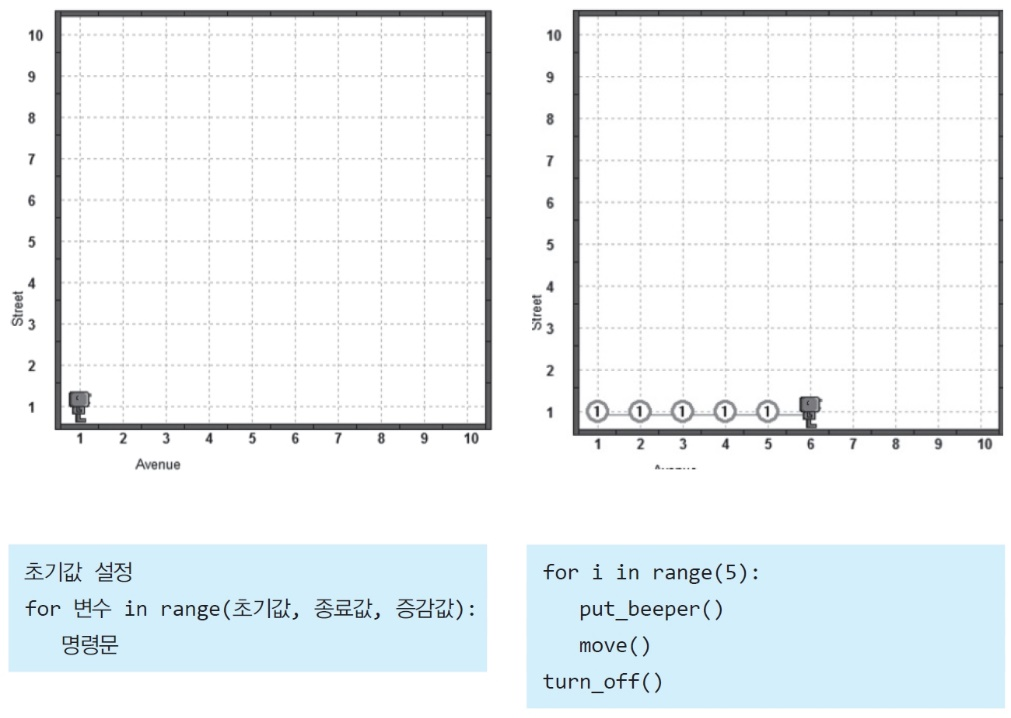 10
9
8
7
6
5
4
3
2
1
Street
1 2 3 4 5 6 7 8 9 10
Avenue
10
9
8
7
6
5
4
3
2
1
Street
1 1 1 1 1
1 2 3 4 5 6 7 8 9 10
초기값 설정
for 변수 in range(초기값, 종료값, 증감값):
명령문
for i in range(5):
put_beeper()
move()
turn_off()